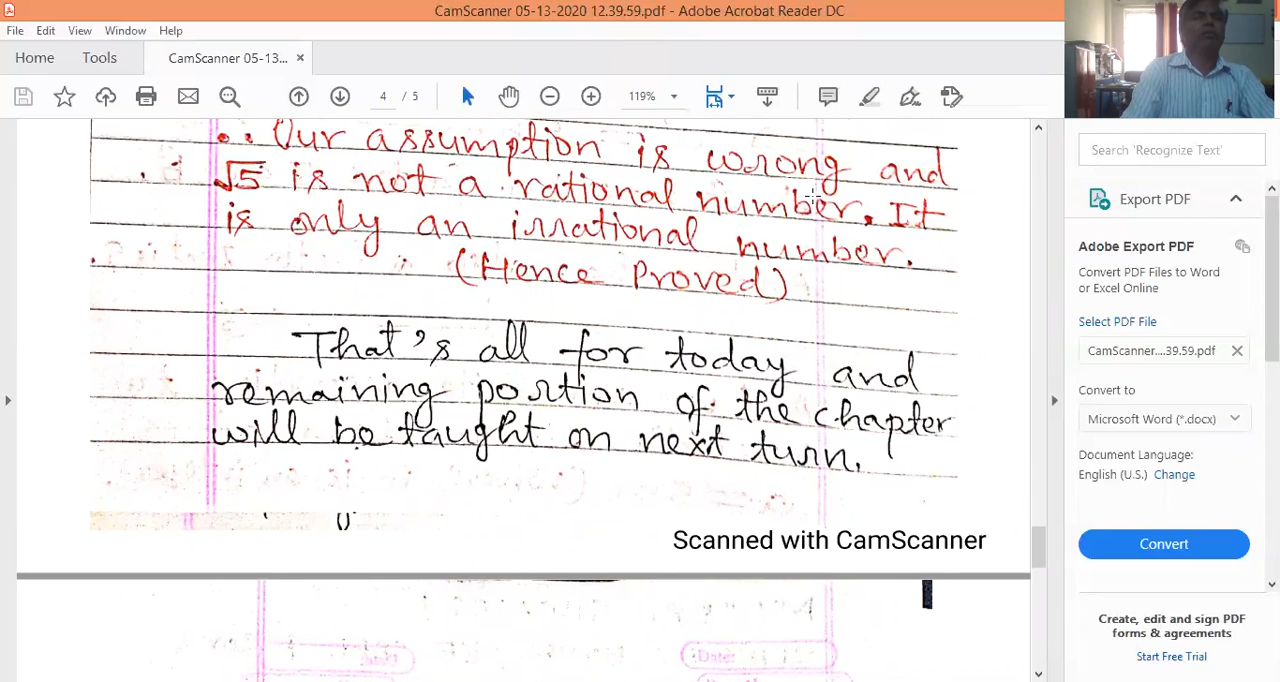 CamScanner 05-13-2020 12.39.59.pdf - Adobe Acrobat Reader DC
File Edit View Window Help
Home Tools CamScanner 05-13... ×
4 / 5 119%
∴ Our assumption is wrong and
√5 is not a rational number. It
is only an irrational number.
(Hence Proved)
That's all for today and
remaining portion of the chapter
will be taught on next turn.
Scanned with CamScanner
Date:
Search 'Recognize Text'
Export PDF
Adobe Export PDF
Convert PDF Files to Word
or Excel Online
Select PDF File
CamScanner....39.59.pdf
Convert to
Microsoft Word (*.docx)
Document Language:
English (U.S.) Change
Convert
Create, edit and sign PDF
forms & agreements
Start Free Trial